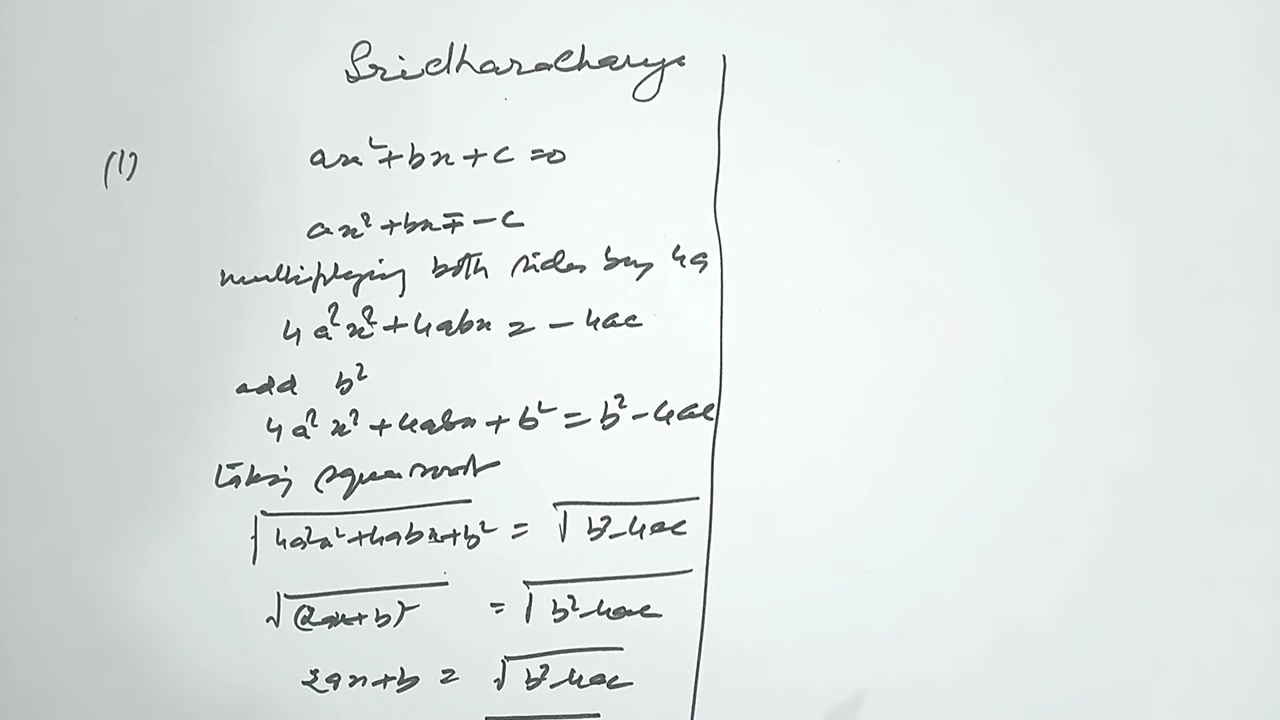 Sridharacharya
(1) ax²+bx+c=0
ax²+bx=-c
multiplying both sides by 4a
4a²x²+4abx=-4ac
add b²
4a²x²+4abx+b²=b²-4ac
taking square root
√4a²x²+4abx+b² = √b²-4ac
√(2ax+b)² = √b²-4ac
2ax+b = √b²-4ac